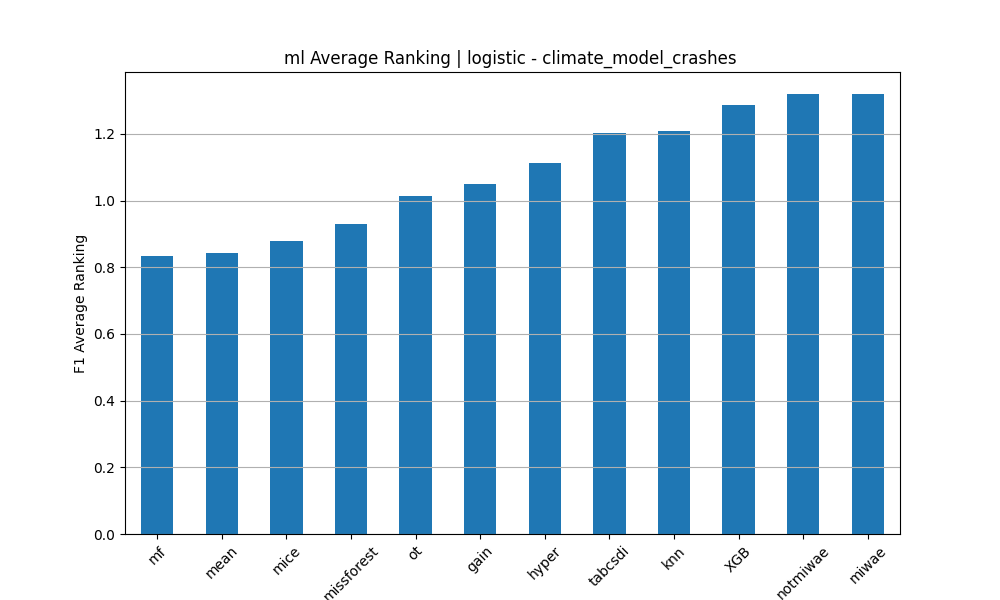 ml Average Ranking | logistic - climate_model_crashes
F1 Average Ranking
1.2
1.0
0.8
0.6
0.4
0.2
0.0
mf
mean
mice
missforest
ot
gain
hyper
tabcsdi
knn
XGB
notmiwae
miwae